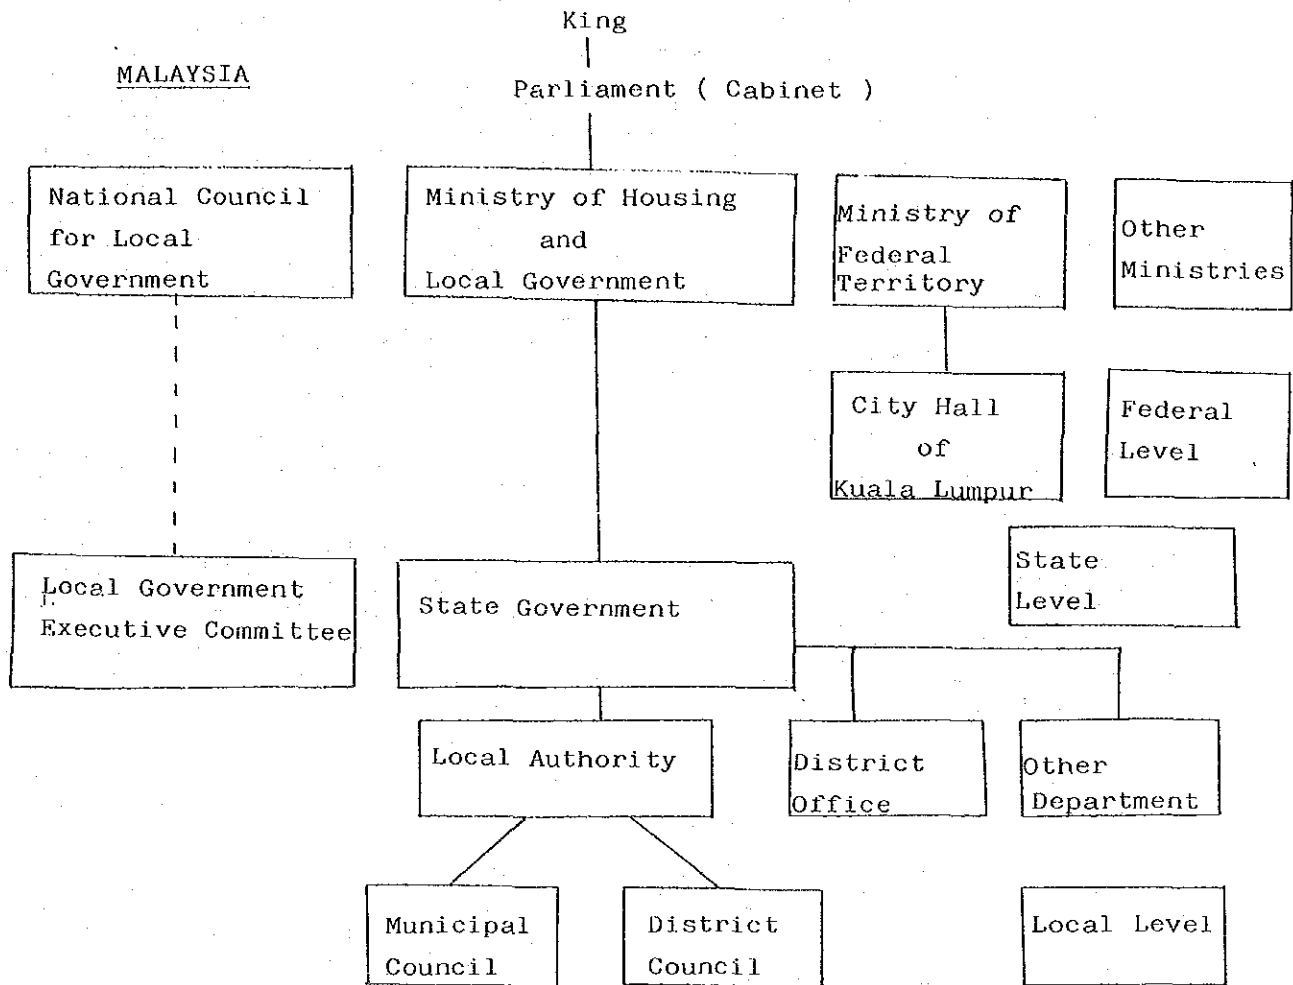 King
MALAYSIA
Parliament ( Cabinet )
National Council
for Local
Government
Ministry of Housing
and
Local Government
Ministry of
Federal
Territory
Other
Ministries
City Hall
of
Kuala Lumpur
Federal
Level
State
Level
Local Government
Executive Committee
State Government
Local Authority
District
Office
Other
Department
Municipal
Council
District
Council
Local Level